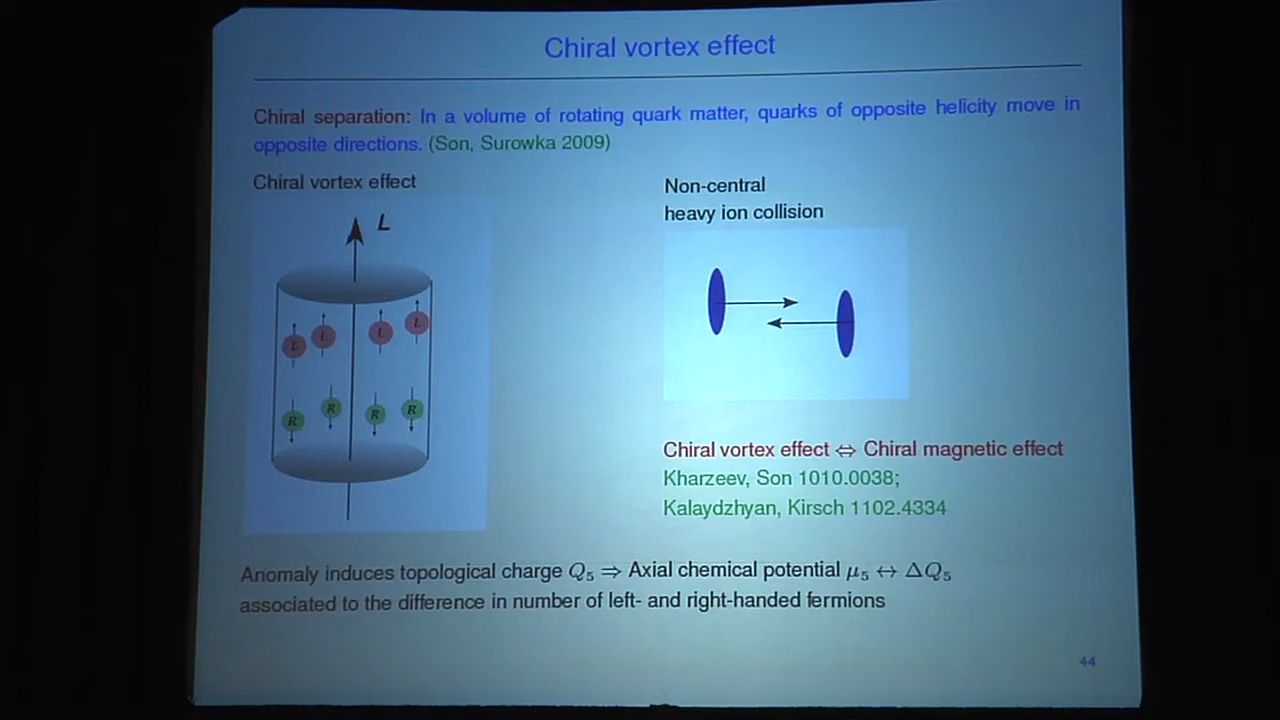 Chiral vortex effect
Chiral separation: In a volume of rotating quark matter, quarks of opposite helicity move in
opposite directions. (Son, Surowka 2009)
Chiral vortex effect
L
L L L L
R R R R
Non-central
heavy ion collision
Chiral vortex effect ⇔ Chiral magnetic effect
Kharzeev, Son 1010.0038;
Kalaydzhyan, Kirsch 1102.4334
Anomaly induces topological charge Q₅ ⇒ Axial chemical potential μ₅ ↔ ΔQ₅
associated to the difference in number of left- and right-handed fermions
44